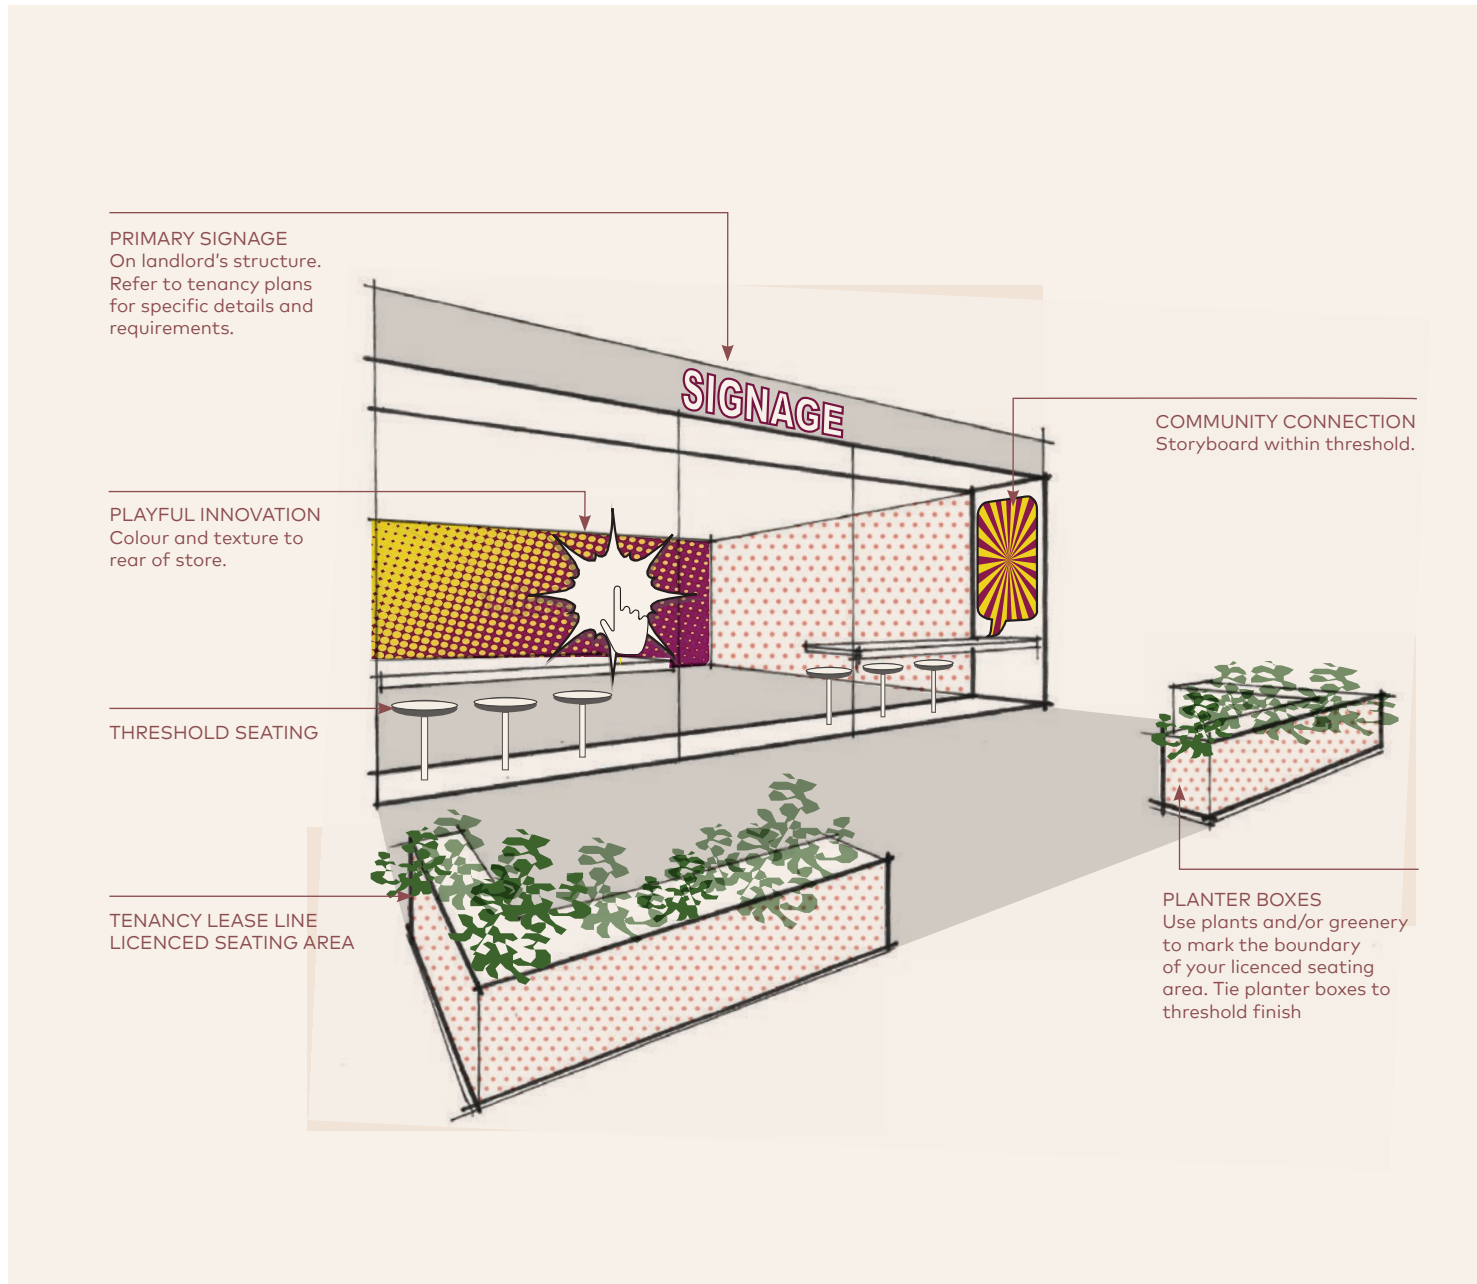 PRIMARY SIGNAGE
On landlord's structure.
Refer to tenancy plans
for specific details and
requirements.
SIGNAGE
COMMUNITY CONNECTION
Storyboard within threshold.
PLAYFUL INNOVATION
Colour and texture to
rear of store.
THRESHOLD SEATING
TENANCY LEASE LINE
LICENCED SEATING AREA
PLANTER BOXES
Use plants and/or greenery
to mark the boundary
of your licenced seating
area. Tie planter boxes to
threshold finish